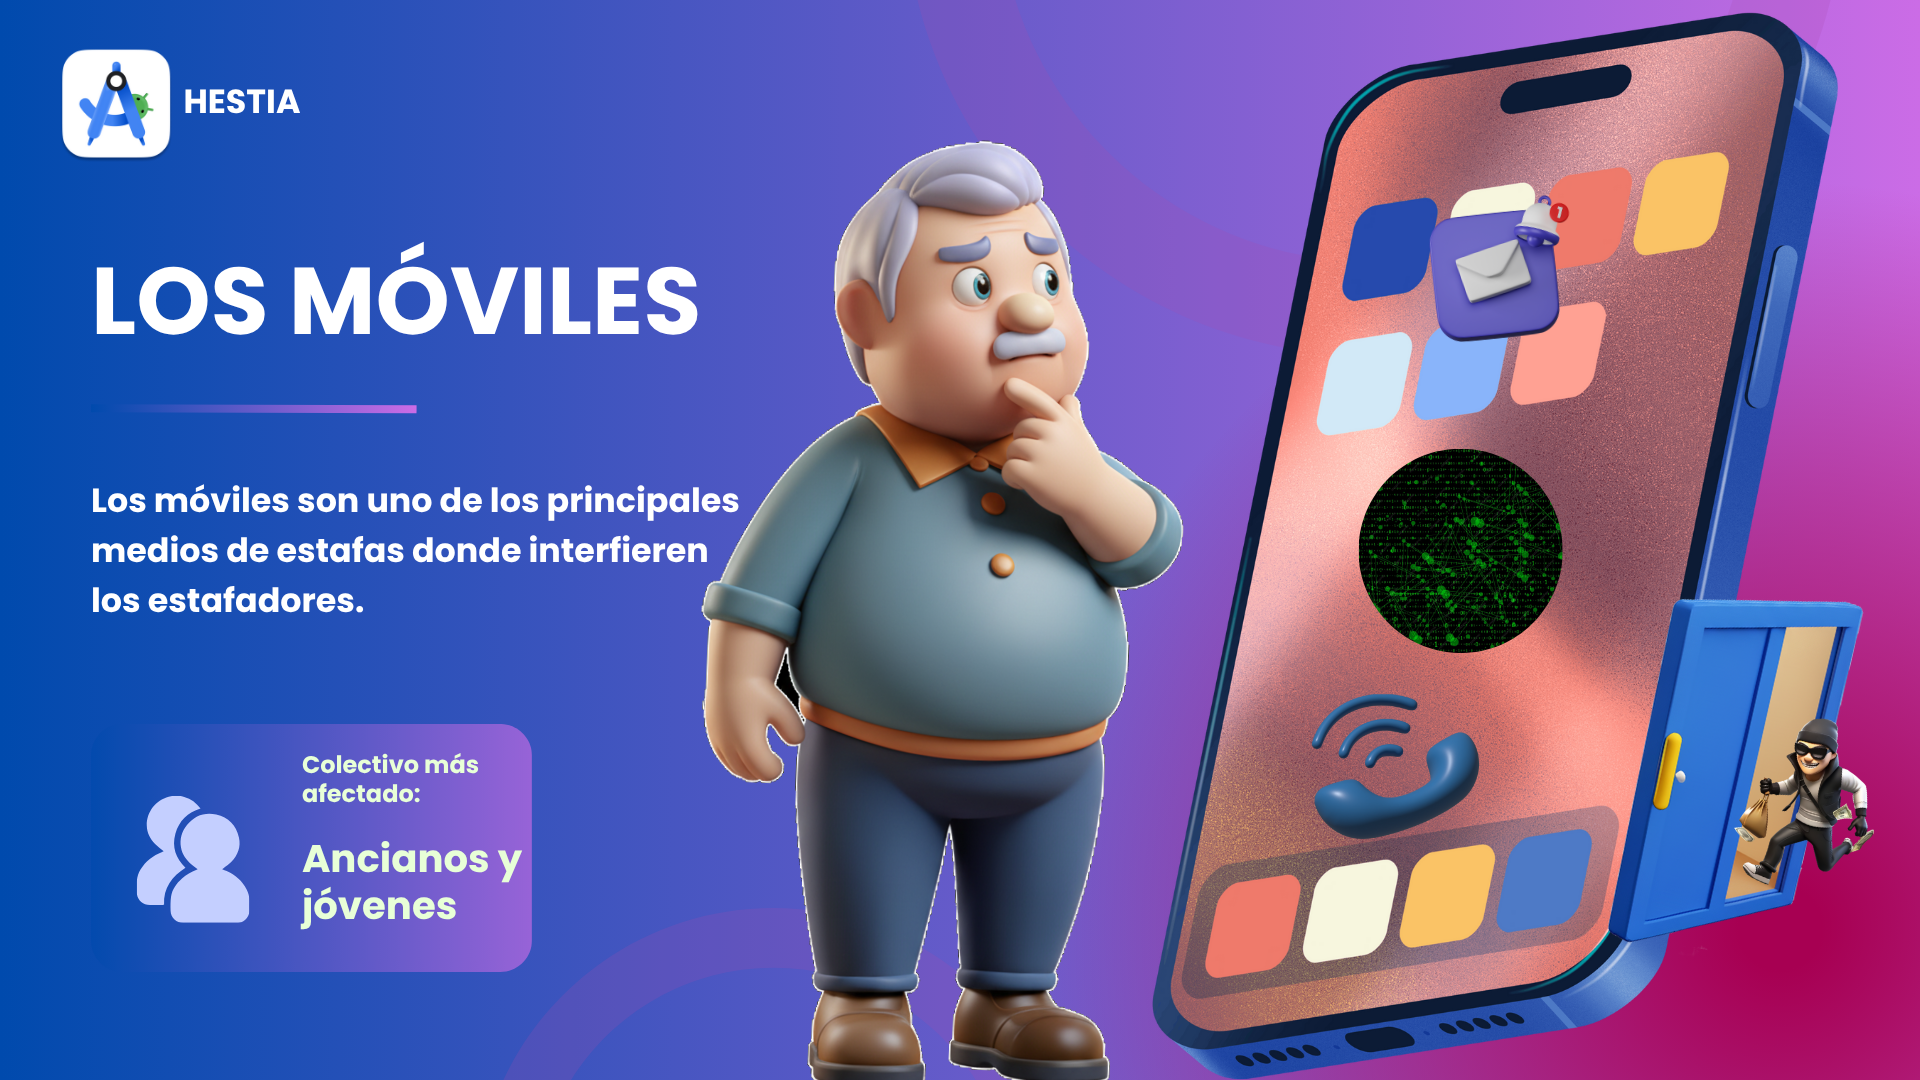 HESTIA
LOS MÓVILES
Los móviles son uno de los principales
medios de estafas donde interfieren
los estafadores.
Colectivo más
afectado:
Ancianos y
jóvenes
1